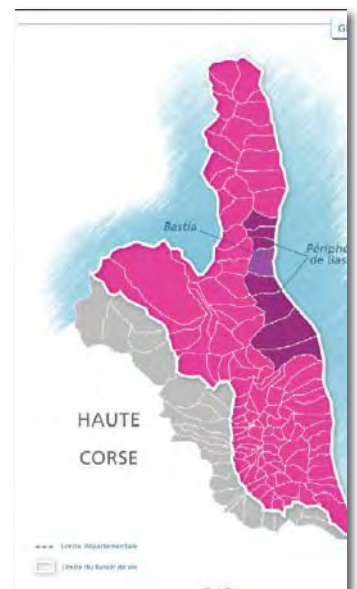 G
Bastia
Périph
de Bas
HAUTE
CORSE
Limite départementale
Limite du bassin de vie